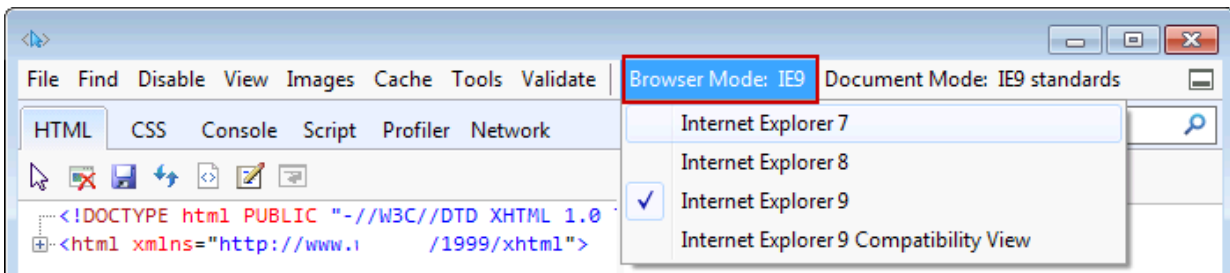 File Find Disable View Images Cache Tools Validate Browser Mode: IE9 Document Mode: IE9 standards
HTML CSS Console Script Profiler Network
Internet Explorer 7
Internet Explorer 8
Internet Explorer 9
Internet Explorer 9 Compatibility View
<!DOCTYPE html PUBLIC "-//W3C//DTD XHTML 1.0
<html xmlns="http://www. /1999/xhtml">